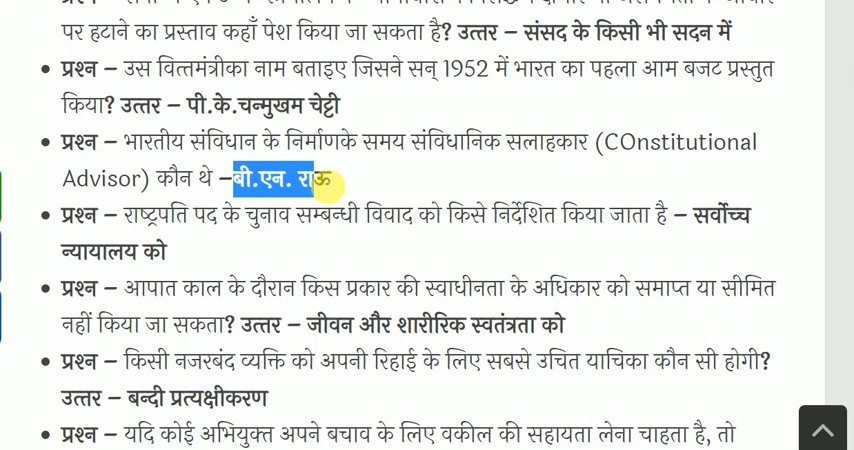 पर हटाने का प्रस्ताव कहाँ पेश किया जा सकता है? उत्तर – संसद के किसी भी सदन में
प्रश्न – उस वित्तमंत्रीका नाम बताइए जिसने सन् 1952 में भारत का पहला आम बजट प्रस्तुत
किया? उत्तर – पी.के.चन्मुखम चेट्टी
प्रश्न – भारतीय संविधान के निर्माणके समय संविधानिक सलाहकार (COnstitutional
Advisor) कौन थे –बी.एन. राऊ
प्रश्न – राष्ट्रपति पद के चुनाव सम्बन्धी विवाद को किसे निर्देशित किया जाता है – सर्वोच्च
न्यायालय को
प्रश्न – आपात काल के दौरान किस प्रकार की स्वाधीनता के अधिकार को समाप्त या सीमित
नहीं किया जा सकता? उत्तर – जीवन और शारीरिक स्वतंत्रता को
प्रश्न – किसी नजरबंद व्यक्ति को अपनी रिहाई के लिए सबसे उचित याचिका कौन सी होगी?
उत्तर – बन्दी प्रत्यक्षीकरण
प्रश्न – यदि कोई अभियुक्त अपने बचाव के लिए वकील की सहायता लेना चाहता है, तो